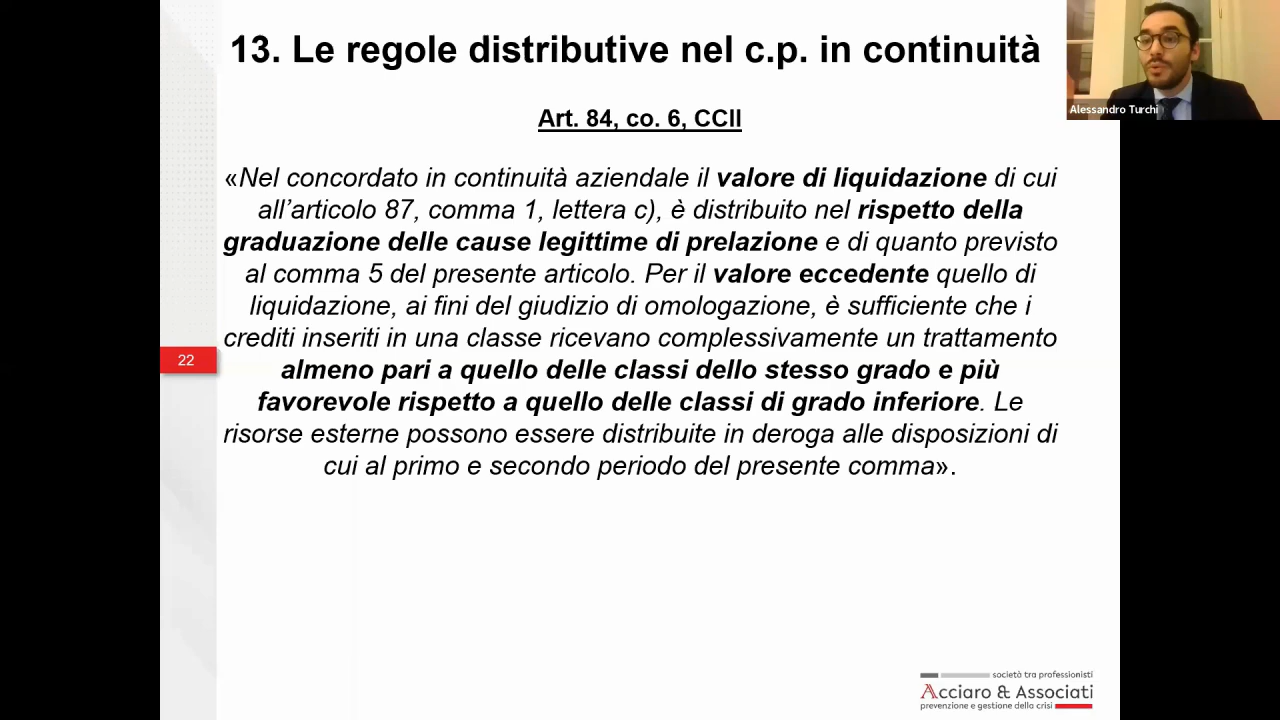 13. Le regole distributive nel c.p. in continuità
Alessandro Turchi
Art. 84, co. 6, CCII
«Nel concordato in continuità aziendale il valore di liquidazione di cui
all’articolo 87, comma 1, lettera c), è distribuito nel rispetto della
graduazione delle cause legittime di prelazione e di quanto previsto
al comma 5 del presente articolo. Per il valore eccedente quello di
liquidazione, ai fini del giudizio di omologazione, è sufficiente che i
crediti inseriti in una classe ricevano complessivamente un trattamento
almeno pari a quello delle classi dello stesso grado e più
favorevole rispetto a quello delle classi di grado inferiore. Le
risorse esterne possono essere distribuite in deroga alle disposizioni di
cui al primo e secondo periodo del presente comma».
22
società tra professionisti
Acciaro & Associati
prevenzione e gestione della crisi